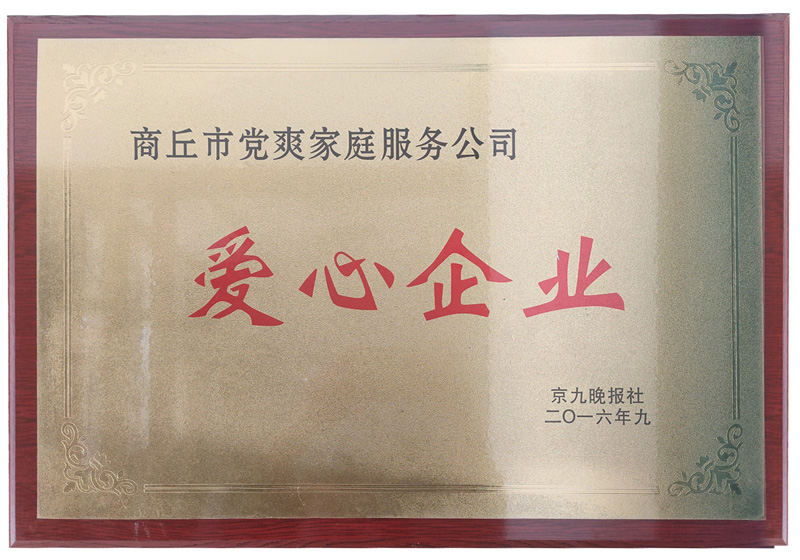 商丘市党爽家庭服务公司
爱心企业
京九晚报社
二〇一六年九